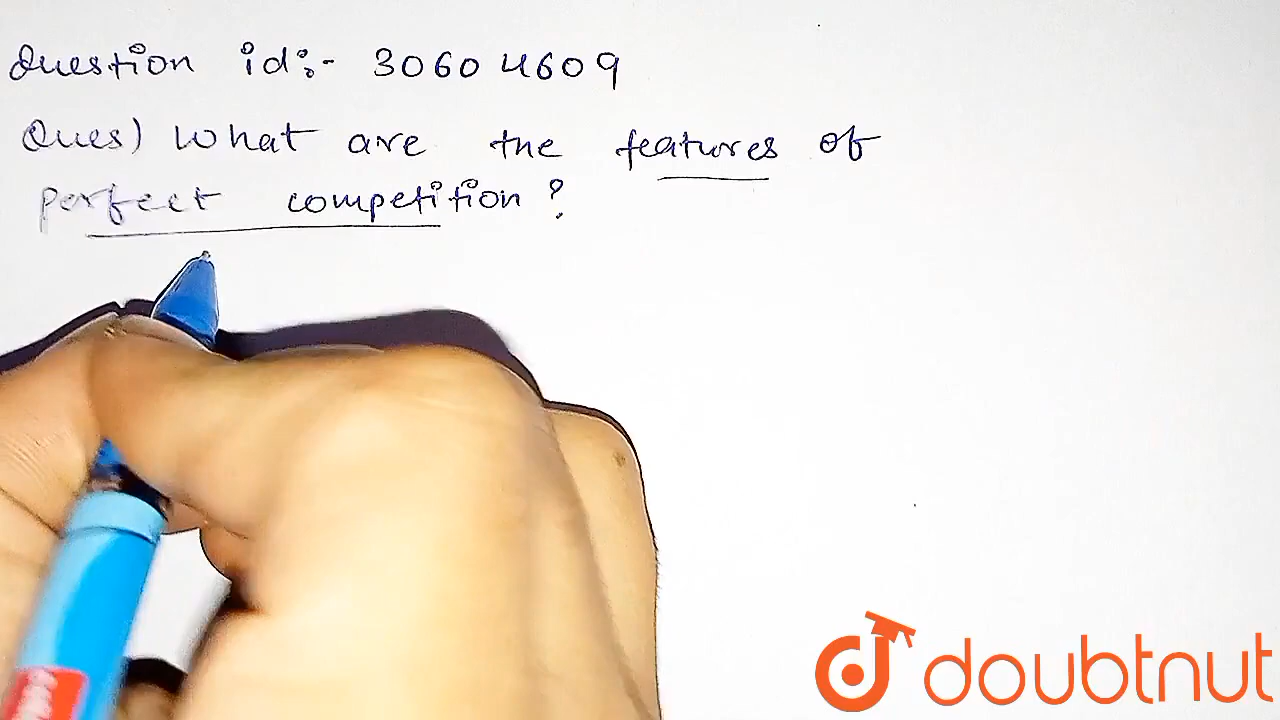 Question id:- 30604609
Ques) What are the features of
perfect competition?
doubtnut